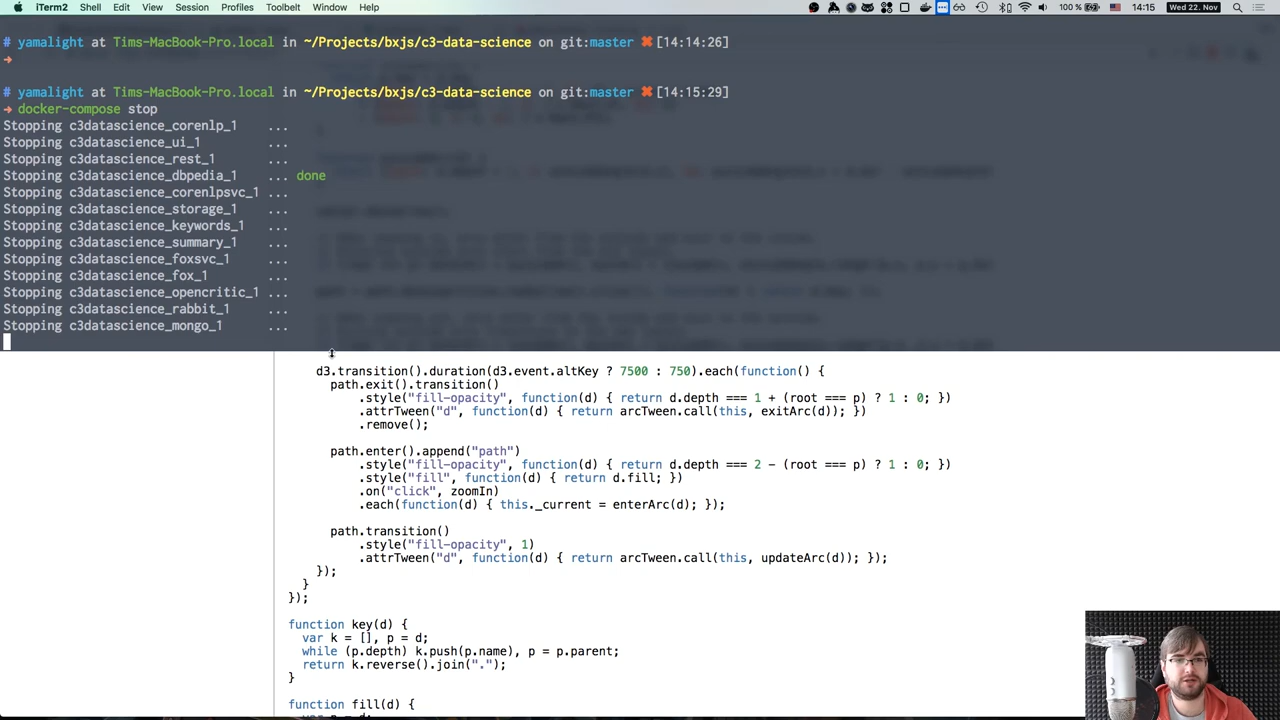 iTerm2 Shell Edit View Session Profiles Toolbelt Window Help 100 % 14:15 Wed 22. Nov
# yamalight at Tims-MacBook-Pro.local in ~/Projects/bxjs/c3-data-science on git:master ✖ [14:14:26]
➜
# yamalight at Tims-MacBook-Pro.local in ~/Projects/bxjs/c3-data-science on git:master ✖ [14:15:29]
➜ docker-compose stop
Stopping c3datascience_corenlp_1 ...
Stopping c3datascience_ui_1 ...
Stopping c3datascience_rest_1 ...
Stopping c3datascience_dbpedia_1 ... done
Stopping c3datascience_corenlpsvc_1 ...
Stopping c3datascience_storage_1 ...
Stopping c3datascience_keywords_1 ...
Stopping c3datascience_summary_1 ...
Stopping c3datascience_foxsvc_1 ...
Stopping c3datascience_fox_1 ...
Stopping c3datascience_opencritic_1 ...
Stopping c3datascience_rabbit_1 ...
Stopping c3datascience_mongo_1 ...
d3.transition().duration(d3.event.altKey ? 7500 : 750).each(function() {
path.exit().transition()
.style("fill-opacity", function(d) { return d.depth === 1 + (root === p) ? 1 : 0; })
.attrTween("d", function(d) { return arcTween.call(this, exitArc(d)); })
.remove();
path.enter().append("path")
.style("fill-opacity", function(d) { return d.depth === 2 - (root === p) ? 1 : 0; })
.style("fill", function(d) { return d.fill; })
.on("click", zoomIn)
.each(function(d) { this._current = enterArc(d); });
path.transition()
.style("fill-opacity", 1)
.attrTween("d", function(d) { return arcTween.call(this, updateArc(d)); });
});
}
});
function key(d) {
var k = [], p = d;
while (p.depth) k.push(p.name), p = p.parent;
return k.reverse().join(".");
}
function fill(d) {
var p = d;